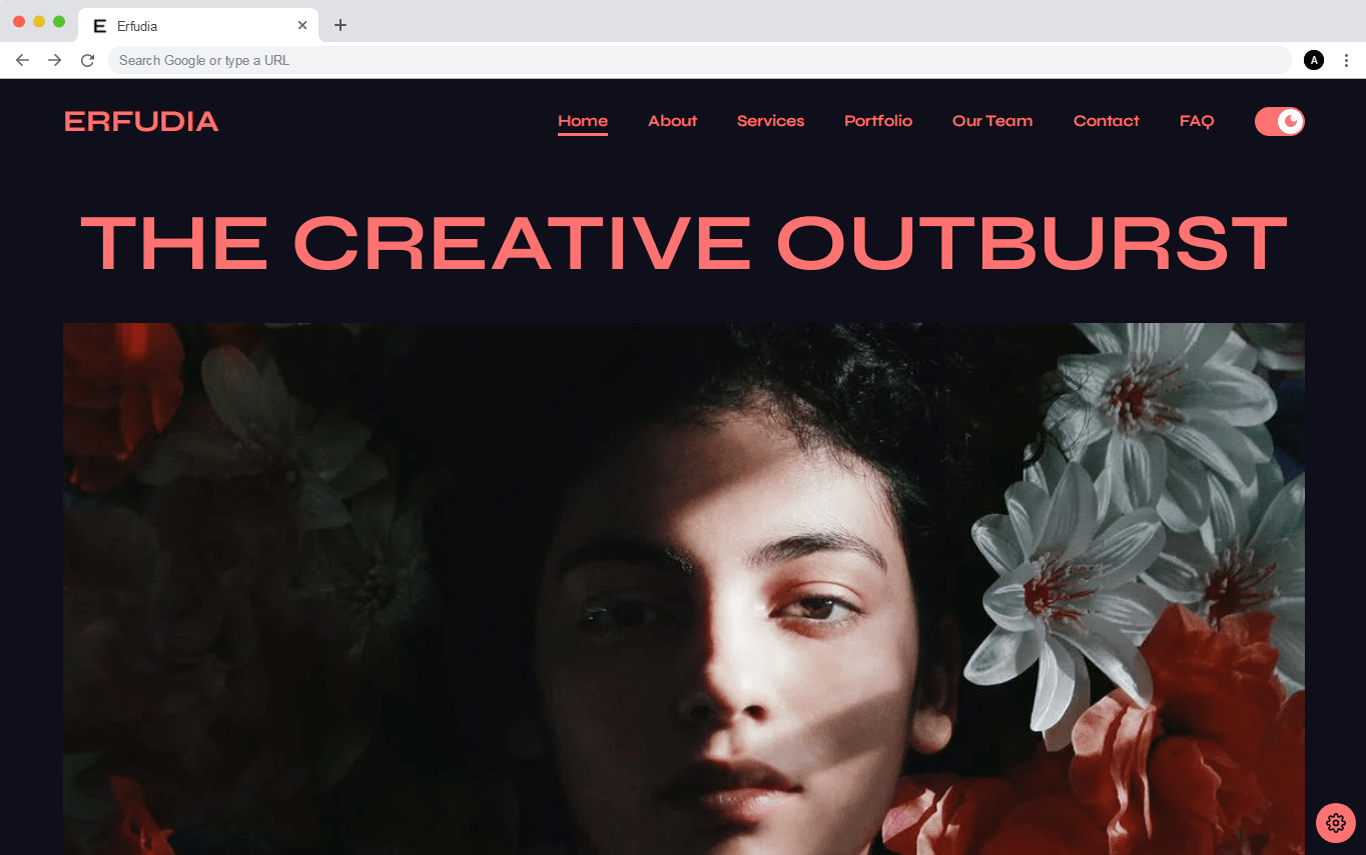 Erfudia
Search Google or type a URL
A
ERFUDIA
Home About Services Portfolio Our Team Contact FAQ
THE CREATIVE OUTBURST